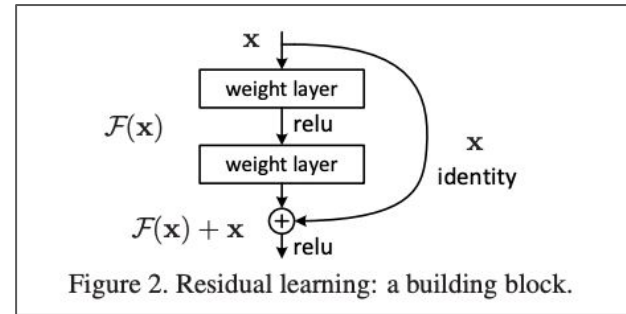 x
weight layer
F(x)
relu
weight layer
x
identity
F(x) + x
+
relu
Figure 2. Residual learning: a building block.